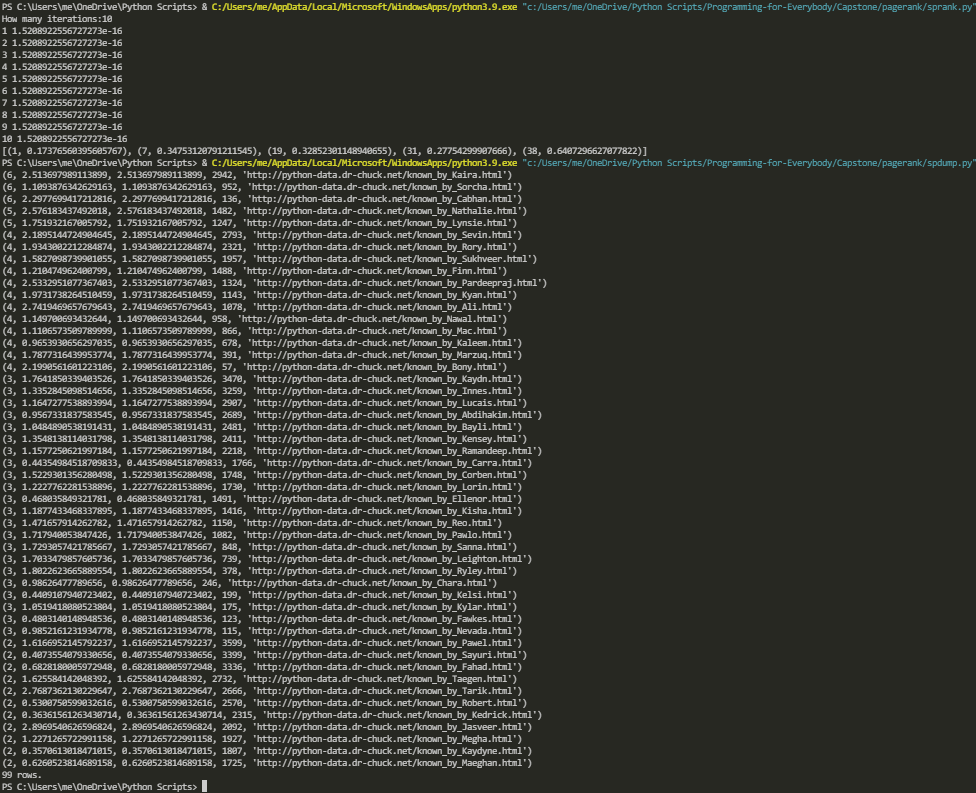 PS C:\Users\me\OneDrive\Python Scripts> & C:/Users/me/AppData/Local/Microsoft/WindowsApps/python3.9.exe "c:/Users/me/OneDrive/Python Scripts/Programming-for-Everybody/Capstone/pagerank/sprank.py"
How many iterations:10
1 1.5208922556727273e-16
2 1.5208922556727273e-16
3 1.5208922556727273e-16
4 1.5208922556727273e-16
5 1.5208922556727273e-16
6 1.5208922556727273e-16
7 1.5208922556727273e-16
8 1.5208922556727273e-16
9 1.5208922556727273e-16
10 1.5208922556727273e-16
[(1, 0.17376560395605767), (7, 0.34753120791211545), (19, 0.32852301148940655), (31, 0.27754299907666), (38, 0.6407296627077822)]
PS C:\Users\me\OneDrive\Python Scripts> & C:/Users/me/AppData/Local/Microsoft/WindowsApps/python3.9.exe "c:/Users/me/OneDrive/Python Scripts/Programming-for-Everybody/Capstone/pagerank/spdump.py"
(6, 2.513697989113899, 2.513697989113899, 2942, 'http://python-data.dr-chuck.net/known_by_Kaira.html')
(6, 1.1093876342629163, 1.1093876342629163, 952, 'http://python-data.dr-chuck.net/known_by_Sorcha.html')
(6, 2.2977699417212816, 2.2977699417212816, 136, 'http://python-data.dr-chuck.net/known_by_Cabhan.html')
(5, 2.576183437492018, 2.576183437492018, 1482, 'http://python-data.dr-chuck.net/known_by_Nathalie.html')
(5, 1.751932167005792, 1.751932167005792, 1247, 'http://python-data.dr-chuck.net/known_by_Lynsie.html')
(4, 2.1895144724904645, 2.1895144724904645, 2793, 'http://python-data.dr-chuck.net/known_by_Sevin.html')
(4, 1.9343002212284874, 1.9343002212284874, 2321, 'http://python-data.dr-chuck.net/known_by_Rory.html')
(4, 1.5827098739901055, 1.5827098739901055, 1957, 'http://python-data.dr-chuck.net/known_by_Sukhveer.html')
(4, 1.210474962400799, 1.210474962400799, 1488, 'http://python-data.dr-chuck.net/known_by_Finn.html')
(4, 2.5332951077367403, 2.5332951077367403, 1324, 'http://python-data.dr-chuck.net/known_by_Pardeepraj.html')
(4, 1.9731738264510459, 1.9731738264510459, 1143, 'http://python-data.dr-chuck.net/known_by_Kyan.html')
(4, 2.7419469657679643, 2.7419469657679643, 1078, 'http://python-data.dr-chuck.net/known_by_Ali.html')
(4, 1.149700693432644, 1.149700693432644, 958, 'http://python-data.dr-chuck.net/known_by_Nawal.html')
(4, 1.1106573509789999, 1.1106573509789999, 866, 'http://python-data.dr-chuck.net/known_by_Mac.html')
(4, 0.9653930656297035, 0.9653930656297035, 678, 'http://python-data.dr-chuck.net/known_by_Kaleem.html')
(4, 1.7877316439953774, 1.7877316439953774, 391, 'http://python-data.dr-chuck.net/known_by_Marzuq.html')
(4, 2.1990561601223106, 2.1990561601223106, 57, 'http://python-data.dr-chuck.net/known_by_Bony.html')
(3, 1.7641850339403526, 1.7641850339403526, 3470, 'http://python-data.dr-chuck.net/known_by_Kaydn.html')
(3, 1.3352845098514656, 1.3352845098514656, 3259, 'http://python-data.dr-chuck.net/known_by_Innes.html')
(3, 1.1647277538893994, 1.1647277538893994, 2907, 'http://python-data.dr-chuck.net/known_by_Lucais.html')
(3, 0.9567331837583545, 0.9567331837583545, 2689, 'http://python-data.dr-chuck.net/known_by_Abdihakim.html')
(3, 1.0484890538191431, 1.0484890538191431, 2481, 'http://python-data.dr-chuck.net/known_by_Bayli.html')
(3, 1.3548138114031798, 1.3548138114031798, 2411, 'http://python-data.dr-chuck.net/known_by_Kensey.html')
(3, 1.1577250621997184, 1.1577250621997184, 2218, 'http://python-data.dr-chuck.net/known_by_Ramandeep.html')
(3, 0.44354984518709833, 0.44354984518709833, 1766, 'http://python-data.dr-chuck.net/known_by_Carra.html')
(3, 1.5229301356280498, 1.5229301356280498, 1748, 'http://python-data.dr-chuck.net/known_by_Corben.html')
(3, 1.2227762281538896, 1.2227762281538896, 1730, 'http://python-data.dr-chuck.net/known_by_Lorin.html')
(3, 0.468035849321781, 0.468035849321781, 1491, 'http://python-data.dr-chuck.net/known_by_Ellenor.html')
(3, 1.1877433468337895, 1.1877433468337895, 1416, 'http://python-data.dr-chuck.net/known_by_Kisha.html')
(3, 1.471657914262782, 1.471657914262782, 1150, 'http://python-data.dr-chuck.net/known_by_Reo.html')
(3, 1.717940053847426, 1.717940053847426, 1082, 'http://python-data.dr-chuck.net/known_by_Pawlo.html')
(3, 1.7293057421785667, 1.7293057421785667, 848, 'http://python-data.dr-chuck.net/known_by_Sanna.html')
(3, 1.7033479857605736, 1.7033479857605736, 739, 'http://python-data.dr-chuck.net/known_by_Leighton.html')
(3, 1.8022623665889554, 1.8022623665889554, 378, 'http://python-data.dr-chuck.net/known_by_Ryley.html')
(3, 0.98626477789656, 0.98626477789656, 246, 'http://python-data.dr-chuck.net/known_by_Chara.html')
(3, 0.4409107940723402, 0.4409107940723402, 199, 'http://python-data.dr-chuck.net/known_by_Kelsi.html')
(3, 1.0519418080523804, 1.0519418080523804, 175, 'http://python-data.dr-chuck.net/known_by_Kylar.html')
(3, 0.4803140148948536, 0.4803140148948536, 123, 'http://python-data.dr-chuck.net/known_by_Fawkes.html')
(3, 0.9852161231934778, 0.9852161231934778, 115, 'http://python-data.dr-chuck.net/known_by_Nevada.html')
(2, 1.6166952145792237, 1.6166952145792237, 3599, 'http://python-data.dr-chuck.net/known_by_Pawel.html')
(2, 0.4073554079330656, 0.4073554079330656, 3399, 'http://python-data.dr-chuck.net/known_by_Sayuri.html')
(2, 0.6828180005972948, 0.6828180005972948, 3336, 'http://python-data.dr-chuck.net/known_by_Fahad.html')
(2, 1.625584142048392, 1.625584142048392, 2732, 'http://python-data.dr-chuck.net/known_by_Taegen.html')
(2, 2.7687362130229647, 2.7687362130229647, 2666, 'http://python-data.dr-chuck.net/known_by_Tarik.html')
(2, 0.5300750599032616, 0.5300750599032616, 2570, 'http://python-data.dr-chuck.net/known_by_Robert.html')
(2, 0.36361561263430714, 0.36361561263430714, 2315, 'http://python-data.dr-chuck.net/known_by_Kedrick.html')
(2, 2.8969540626596824, 2.8969540626596824, 2092, 'http://python-data.dr-chuck.net/known_by_Jasveer.html')
(2, 1.2271265722991158, 1.2271265722991158, 1927, 'http://python-data.dr-chuck.net/known_by_Megha.html')
(2, 0.3570613018471015, 0.3570613018471015, 1807, 'http://python-data.dr-chuck.net/known_by_Kaydyne.html')
(2, 0.6260523814689158, 0.6260523814689158, 1725, 'http://python-data.dr-chuck.net/known_by_Maeghan.html')
99 rows.
PS C:\Users\me\OneDrive\Python Scripts>